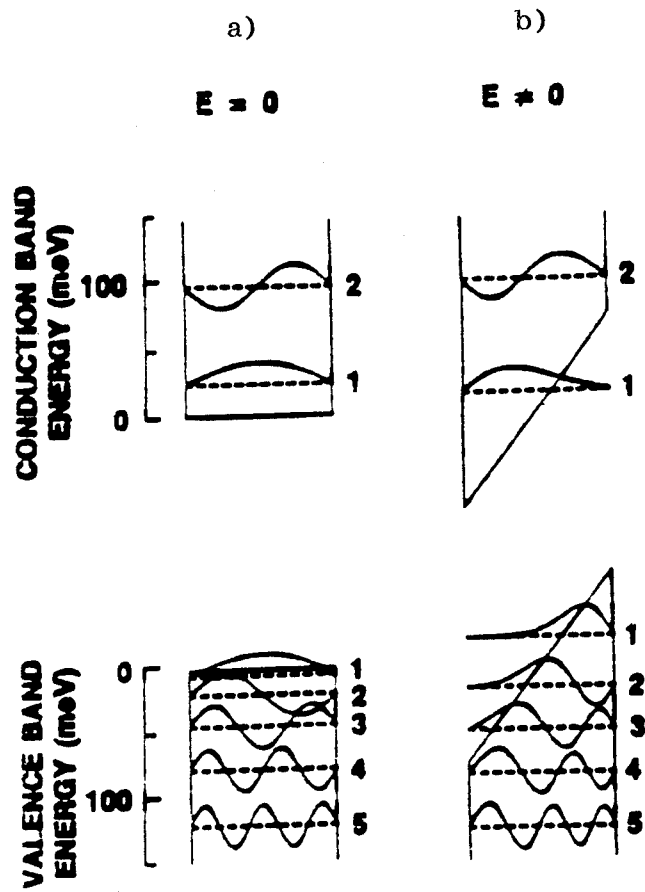 a)
b)
E = 0
E ≠ 0
CONDUCTION BAND
ENERGY (meV)
100
0
2
1
2
1
VALENCE BAND
ENERGY (meV)
0
100
1
2
3
4
5
1
2
3
4
5